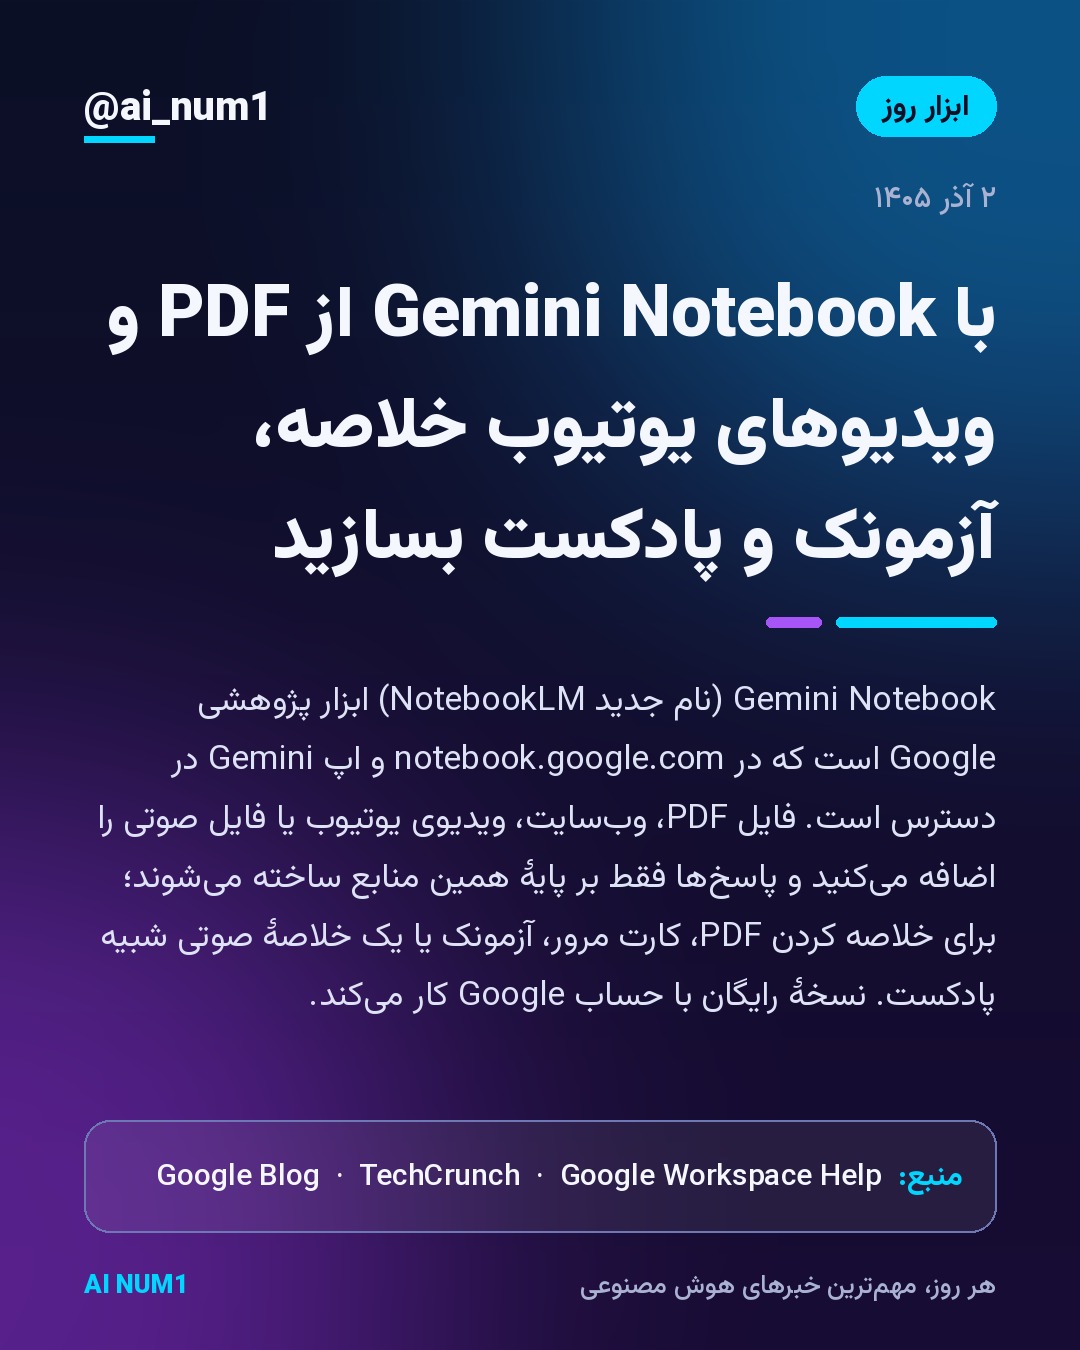 @ai_num1
ابزار روز
۲ آذر ۱۴۰۵
با Gemini Notebook از PDF و
ویدیوهای یوتیوب خلاصه،
آزمونک و پادکست بسازید
Gemini Notebook (نام جدید NotebookLM) ابزار پژوهشی
Google است که در notebook.google.com و اپ Gemini در
دسترس است. فایل PDF، وب‌سایت، ویدیوی یوتیوب یا فایل صوتی را
اضافه می‌کنید و پاسخ‌ها فقط بر پایهٔ همین منابع ساخته می‌شوند؛
برای خلاصه کردن PDF، کارت مرور، آزمونک یا یک خلاصهٔ صوتی شبیه
پادکست. نسخهٔ رایگان با حساب Google کار می‌کند.
منبع: Google Blog · TechCrunch · Google Workspace Help
هر روز، مهم‌ترین خبرهای هوش مصنوعی
AI NUM1